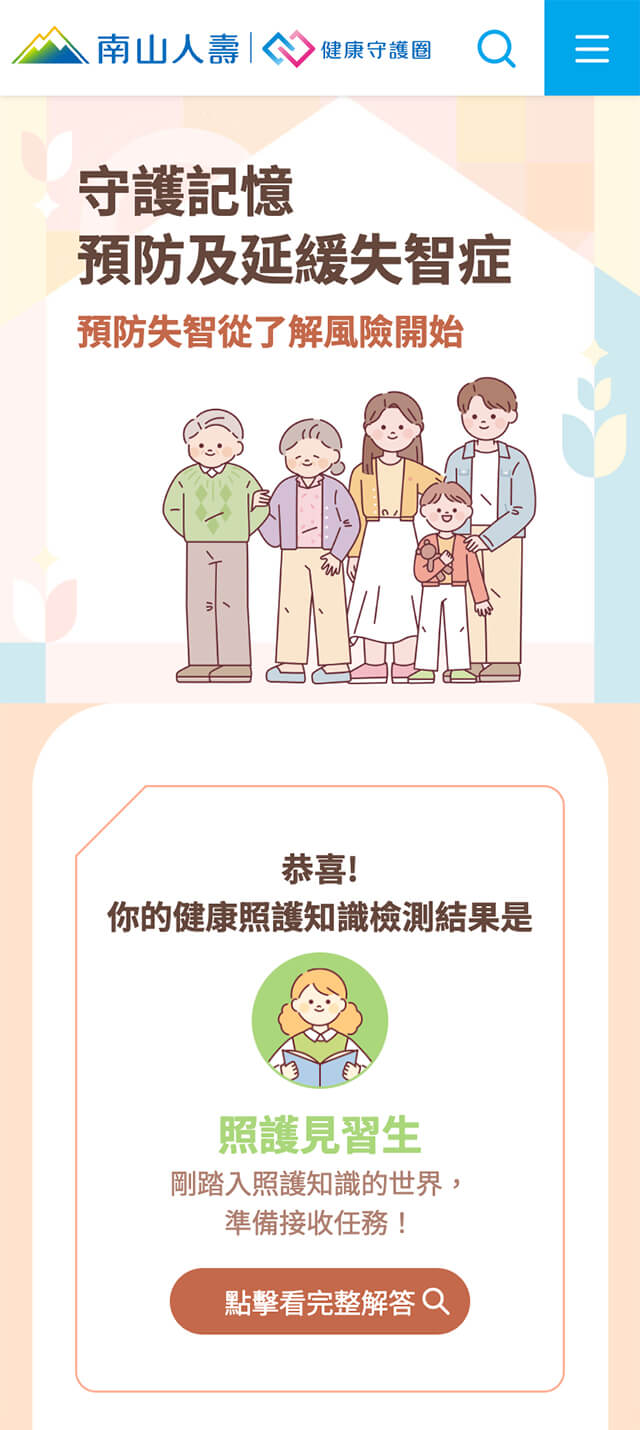 南山人壽 健康守護圈
守護記憶
預防及延緩失智症
預防失智從了解風險開始
恭喜!
你的健康照護知識檢測結果是
照護見習生
剛踏入照護知識的世界，
準備接收任務！
點擊看完整解答